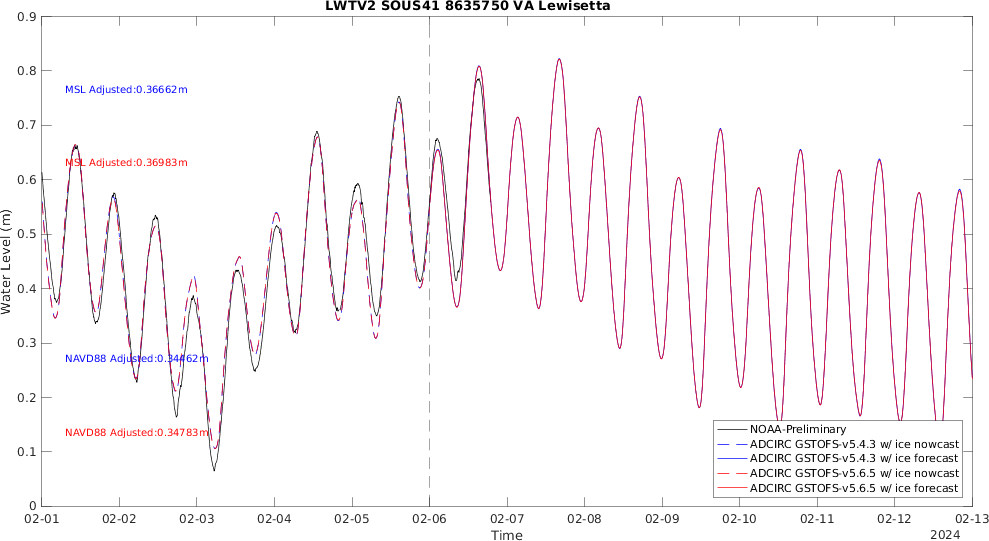 LWTV2 SOUS41 8635750 VA Lewisetta
Water Level (m)
0.9
0.8
0.7
0.6
0.5
0.4
0.3
0.2
0.1
0
MSL Adjusted:0.36662m
MSL Adjusted:0.36983m
NAVD88 Adjusted:0.34462m
NAVD88 Adjusted:0.34783m
NOAA-Preliminary
ADCIRC GSTOFS-v5.4.3 w/ ice nowcast
ADCIRC GSTOFS-v5.4.3 w/ ice forecast
ADCIRC GSTOFS-v5.6.5 w/ ice nowcast
ADCIRC GSTOFS-v5.6.5 w/ ice forecast
02-01 02-02 02-03 02-04 02-05 02-06 02-07 02-08 02-09 02-10 02-11 02-12 02-13
Time
2024